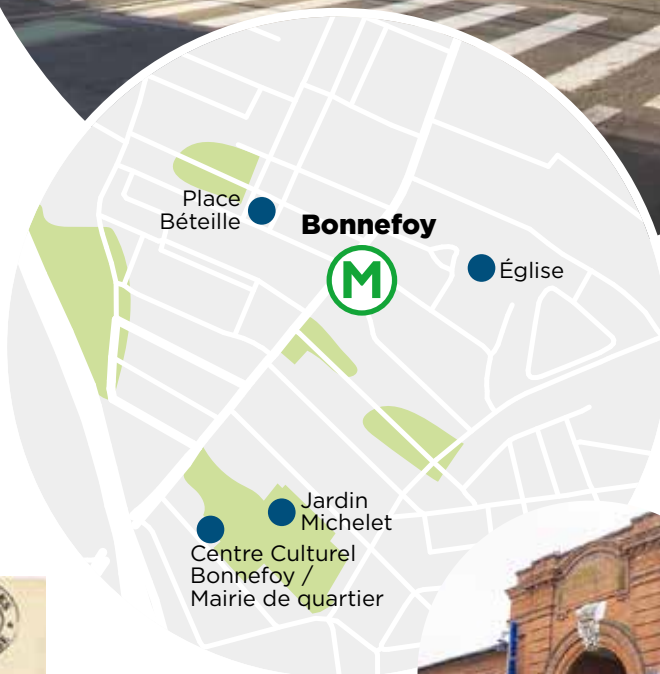 Place
Béteille
Bonnefoy
M
Église
Jardin
Michelet
Centre Culturel
Bonnefoy /
Mairie de quartier